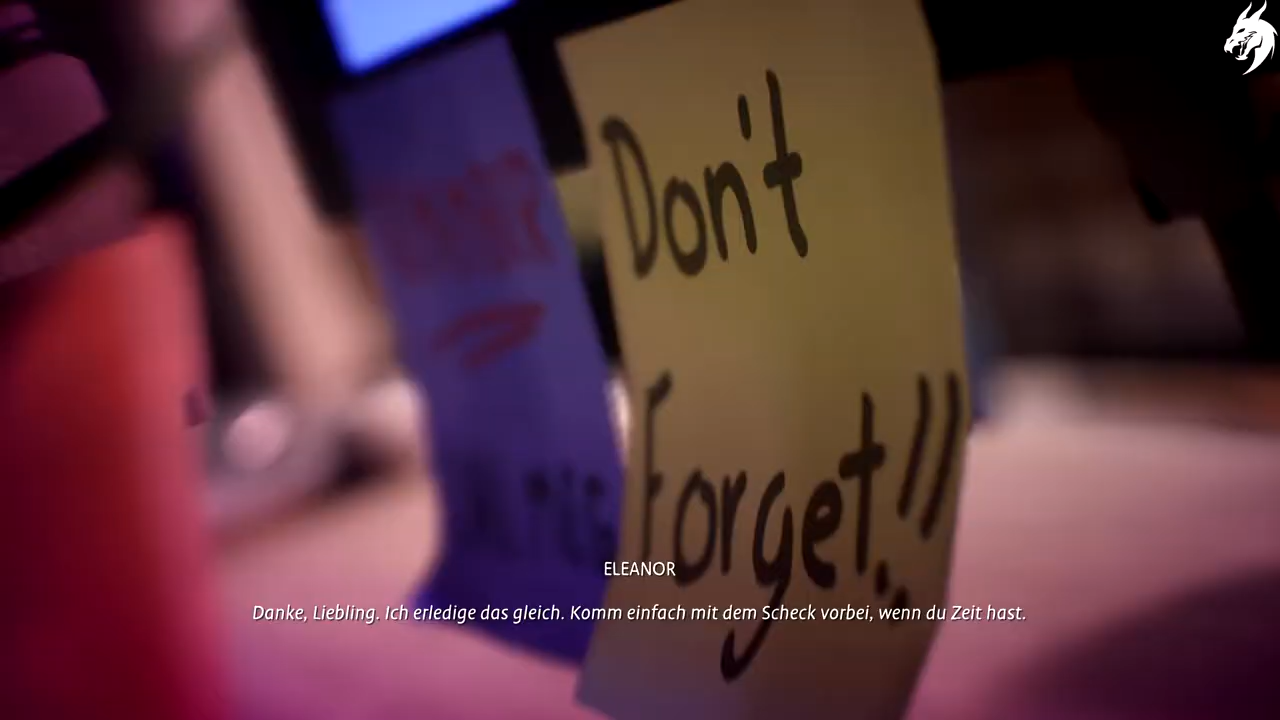 Don't
Forget!!
ELEANOR
Danke, Liebling. Ich erledige das gleich. Komm einfach mit dem Scheck vorbei, wenn du Zeit hast.